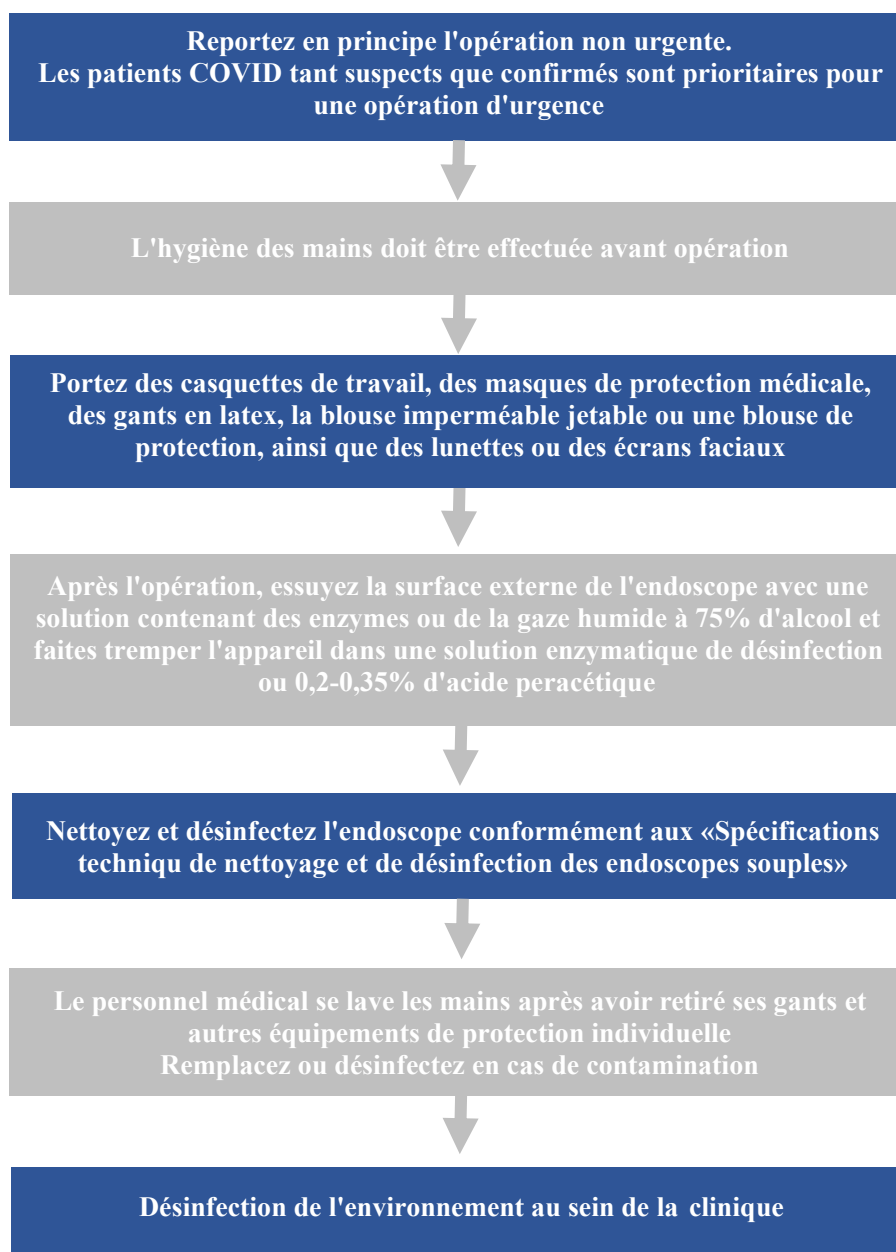 Reportez en principe l'opération non urgente.
Les patients COVID tant suspects que confirmés sont prioritaires pour
une opération d'urgence
L'hygiène des mains doit être effectuée avant opération
Portez des casquettes de travail, des masques de protection médicale,
des gants en latex, la blouse imperméable jetable ou une blouse de
protection, ainsi que des lunettes ou des écrans faciaux
Après l'opération, essuyez la surface externe de l'endoscope avec une
solution contenant des enzymes ou de la gaze humide à 75% d'alcool et
faites tremper l'appareil dans une solution enzymatique de désinfection
ou 0,2-0,35% d'acide peracétique
Nettoyez et désinfectez l'endoscope conformément aux «Spécifications
techniqu de nettoyage et de désinfection des endoscopes souples»
Le personnel médical se lave les mains après avoir retiré ses gants et
autres équipements de protection individuelle
Remplacez ou désinfectez en cas de contamination
Désinfection de l'environnement au sein de la clinique